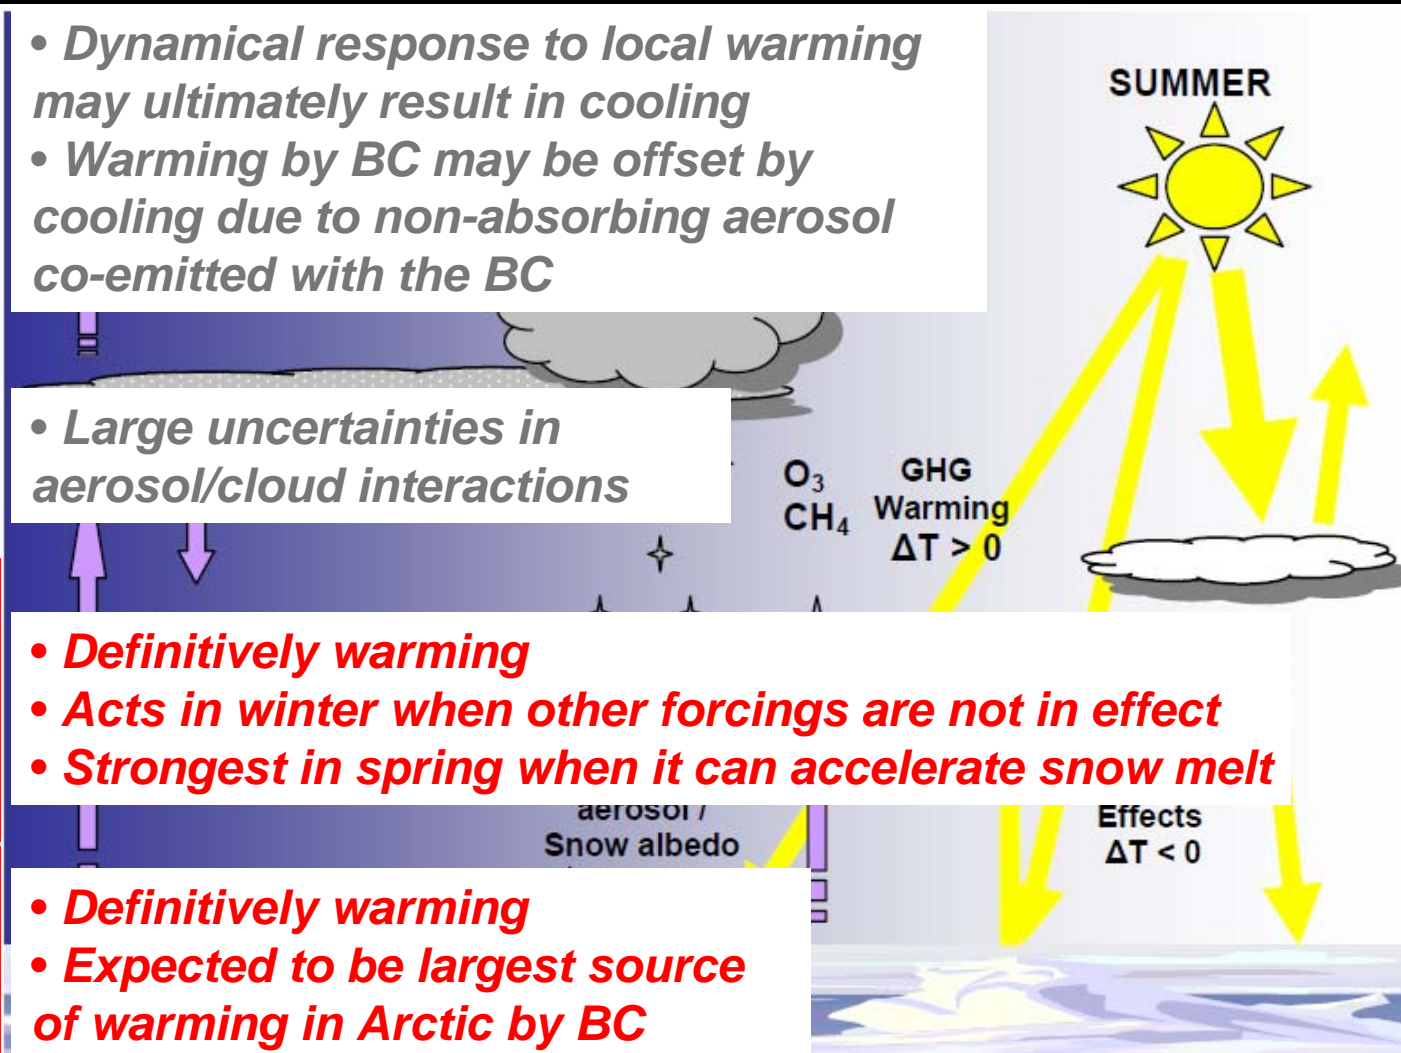 • Dynamical response to local warming
may ultimately result in cooling
• Warming by BC may be offset by
cooling due to non-absorbing aerosol
co-emitted with the BC
SUMMER
• Large uncertainties in
aerosol/cloud interactions
O₃
CH₄
GHG
Warming
ΔT > 0
• Definitively warming
• Acts in winter when other forcings are not in effect
• Strongest in spring when it can accelerate snow melt
aerosol /
Snow albedo
Effects
ΔT < 0
• Definitively warming
• Expected to be largest source
of warming in Arctic by BC